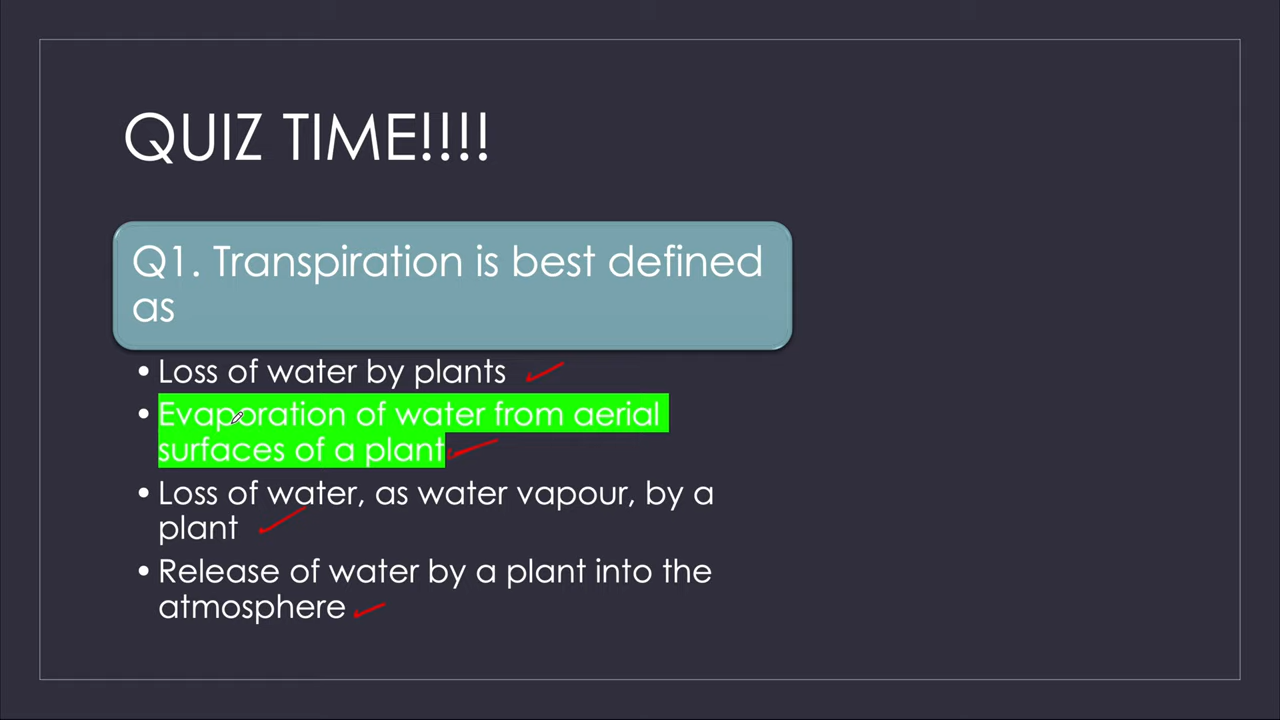 QUIZ TIME!!!!
Q1. Transpiration is best defined
as
• Loss of water by plants
• Evaporation of water from aerial
surfaces of a plant
• Loss of water, as water vapour, by a
plant
• Release of water by a plant into the
atmosphere